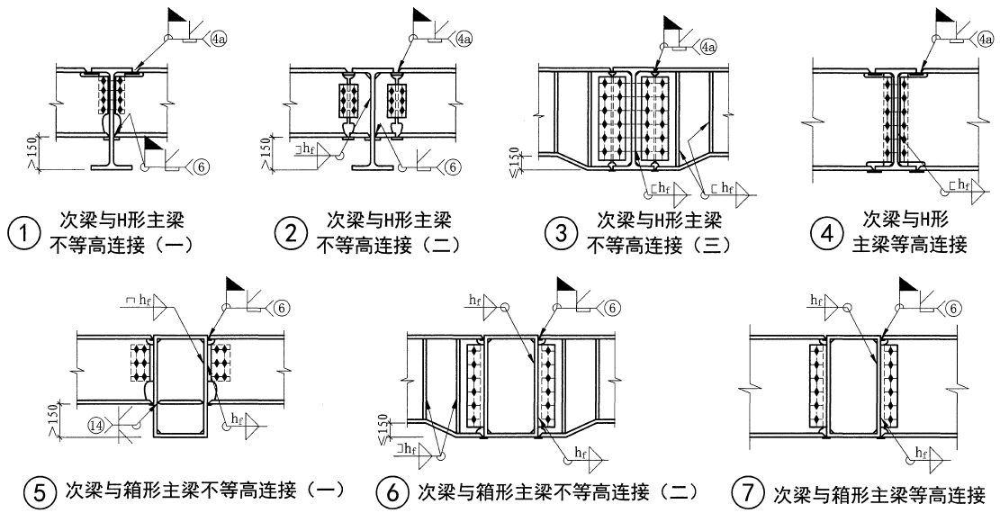 4a
4a
4a
4a
6
6
>150
>150
≤150
hf
hf
hf
hf
① 次梁与H形主梁
不等高连接（一）
② 次梁与H形主梁
不等高连接（二）
③ 次梁与H形主梁
不等高连接（三）
④ 次梁与H形
主梁等高连接
hf
6
hf
6
hf
6
14
>150
hf
≤150
hf
hf
hf
⑤ 次梁与箱形主梁不等高连接（一）
⑥ 次梁与箱形主梁不等高连接（二）
⑦ 次梁与箱形主梁等高连接